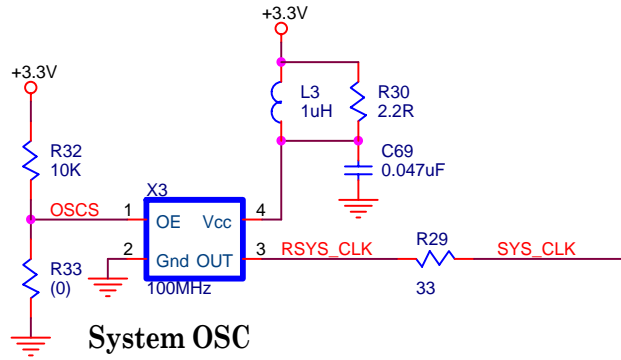 +3.3V
+3.3V
L3
1uH
R30
2.2R
R32
10K
C69
0.047uF
X3
OSCS
1
OE
Vcc
4
2
Gnd
OUT
3
RSYS_CLK
R29
SYS_CLK
R33
(0)
100MHz
33
System OSC